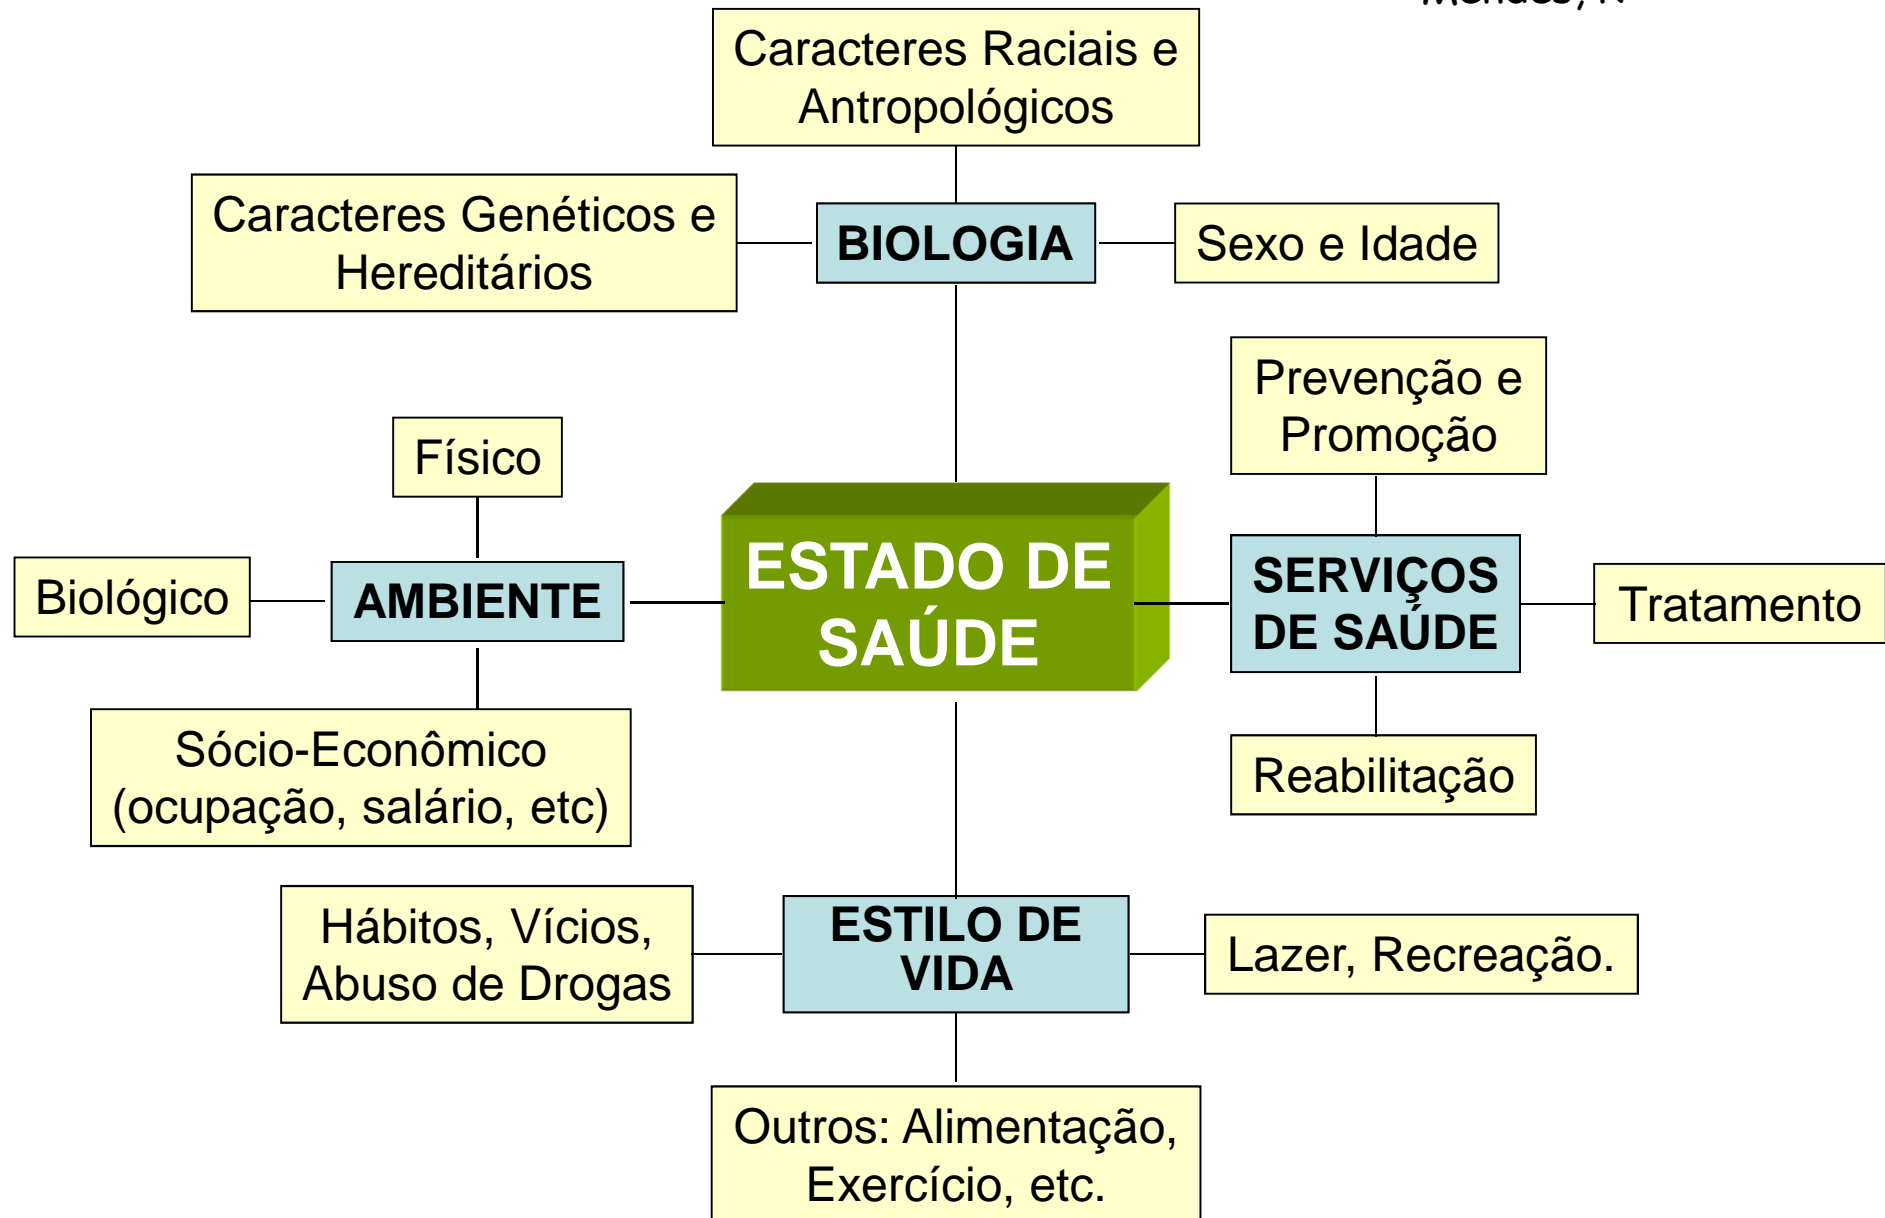 Mendes, R
Caracteres Raciais e
Antropológicos
Caracteres Genéticos e
Hereditários
BIOLOGIA
Sexo e Idade
Prevenção e
Promoção
Físico
ESTADO DE
SAÚDE
SERVIÇOS
DE SAÚDE
Biológico
AMBIENTE
Tratamento
Sócio-Econômico
(ocupação, salário, etc)
Reabilitação
Hábitos, Vícios,
Abuso de Drogas
ESTILO DE
VIDA
Lazer, Recreação.
Outros: Alimentação,
Exercício, etc.